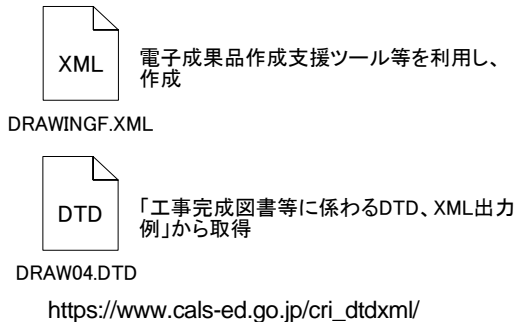 XML
電子成果品作成支援ツール等を利用し、
作成
DRAWINGF.XML
DTD
「工事完成図書等に係わるDTD、XML出力
例」から取得
DRAW04.DTD
https://www.cals-ed.go.jp/cri_dtdxml/